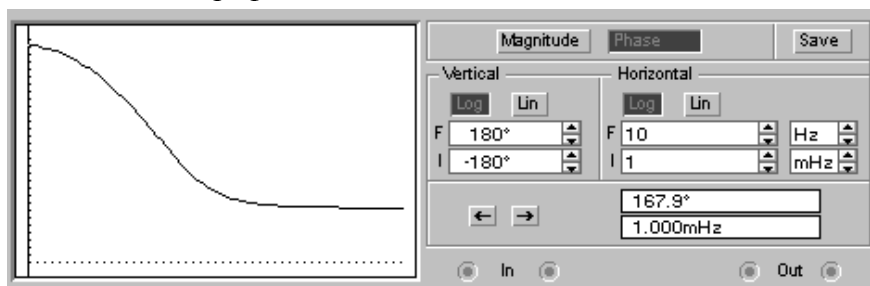 Magnitude Phase Save
Vertical Horizontal
Log Lin Log Lin
F 180° F 10 Hz
I -180° I 1 mHz
167.9°
← → 1.000mHz
In Out